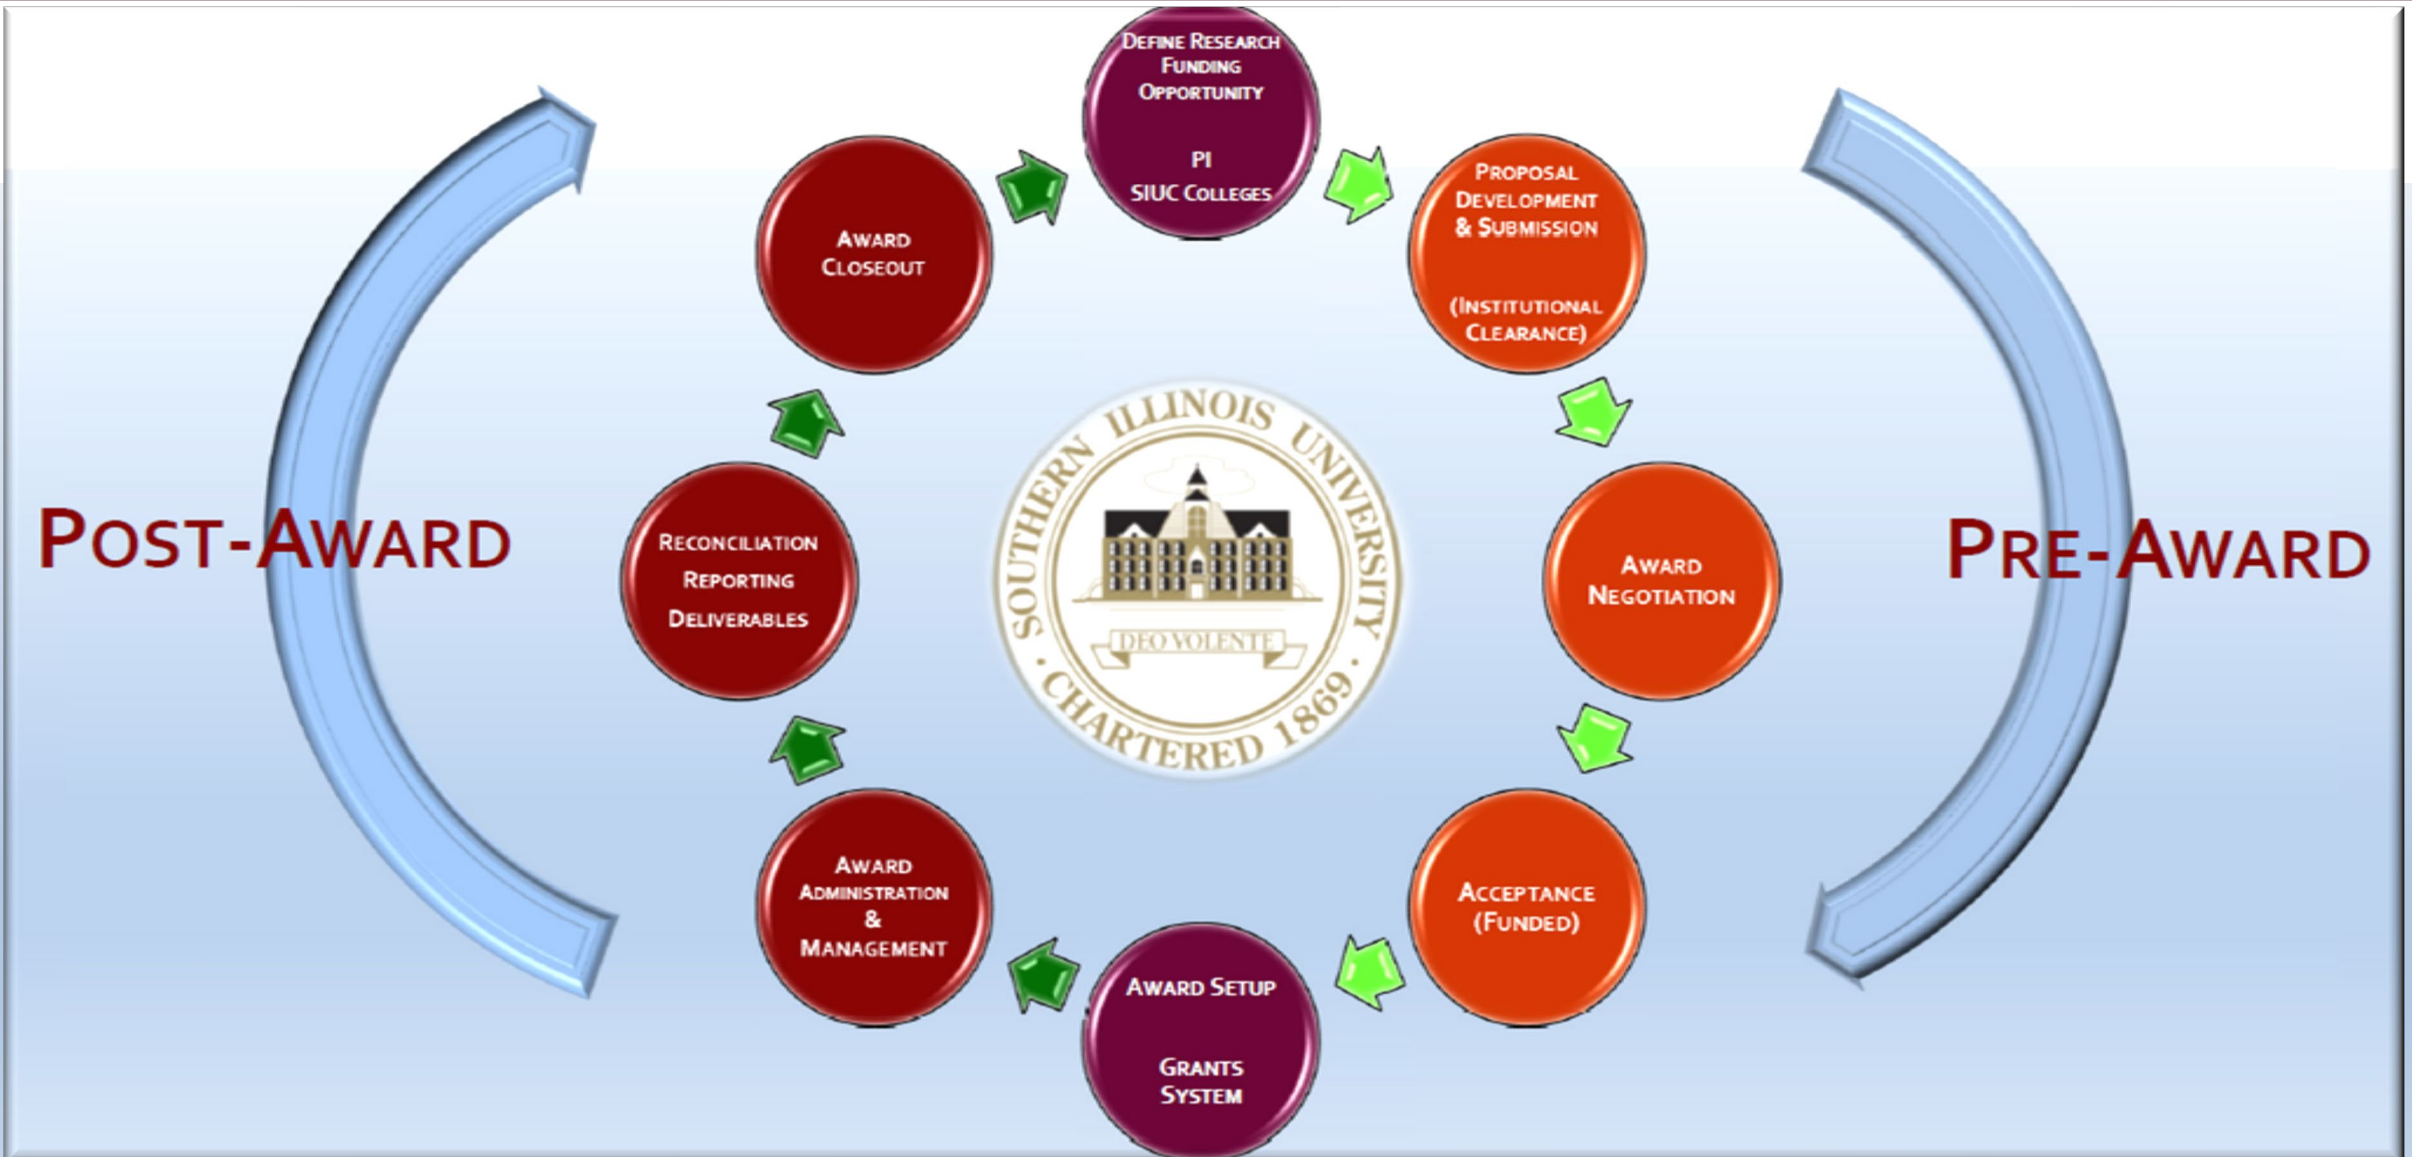 Define Research
Funding
Opportunity
PI
SIUC Colleges
Proposal
Development
& Submission
(Institutional
Clearance)
Award
Negotiation
Acceptance
(Funded)
Award Setup
Grants
System
Award
Administration
&
Management
Reconciliation
Reporting
Deliverables
Award
Closeout
Post-Award
Pre-Award
SOUTHERN ILLINOIS UNIVERSITY
DEO VOLENTE
· CHARTERED 1869 ·